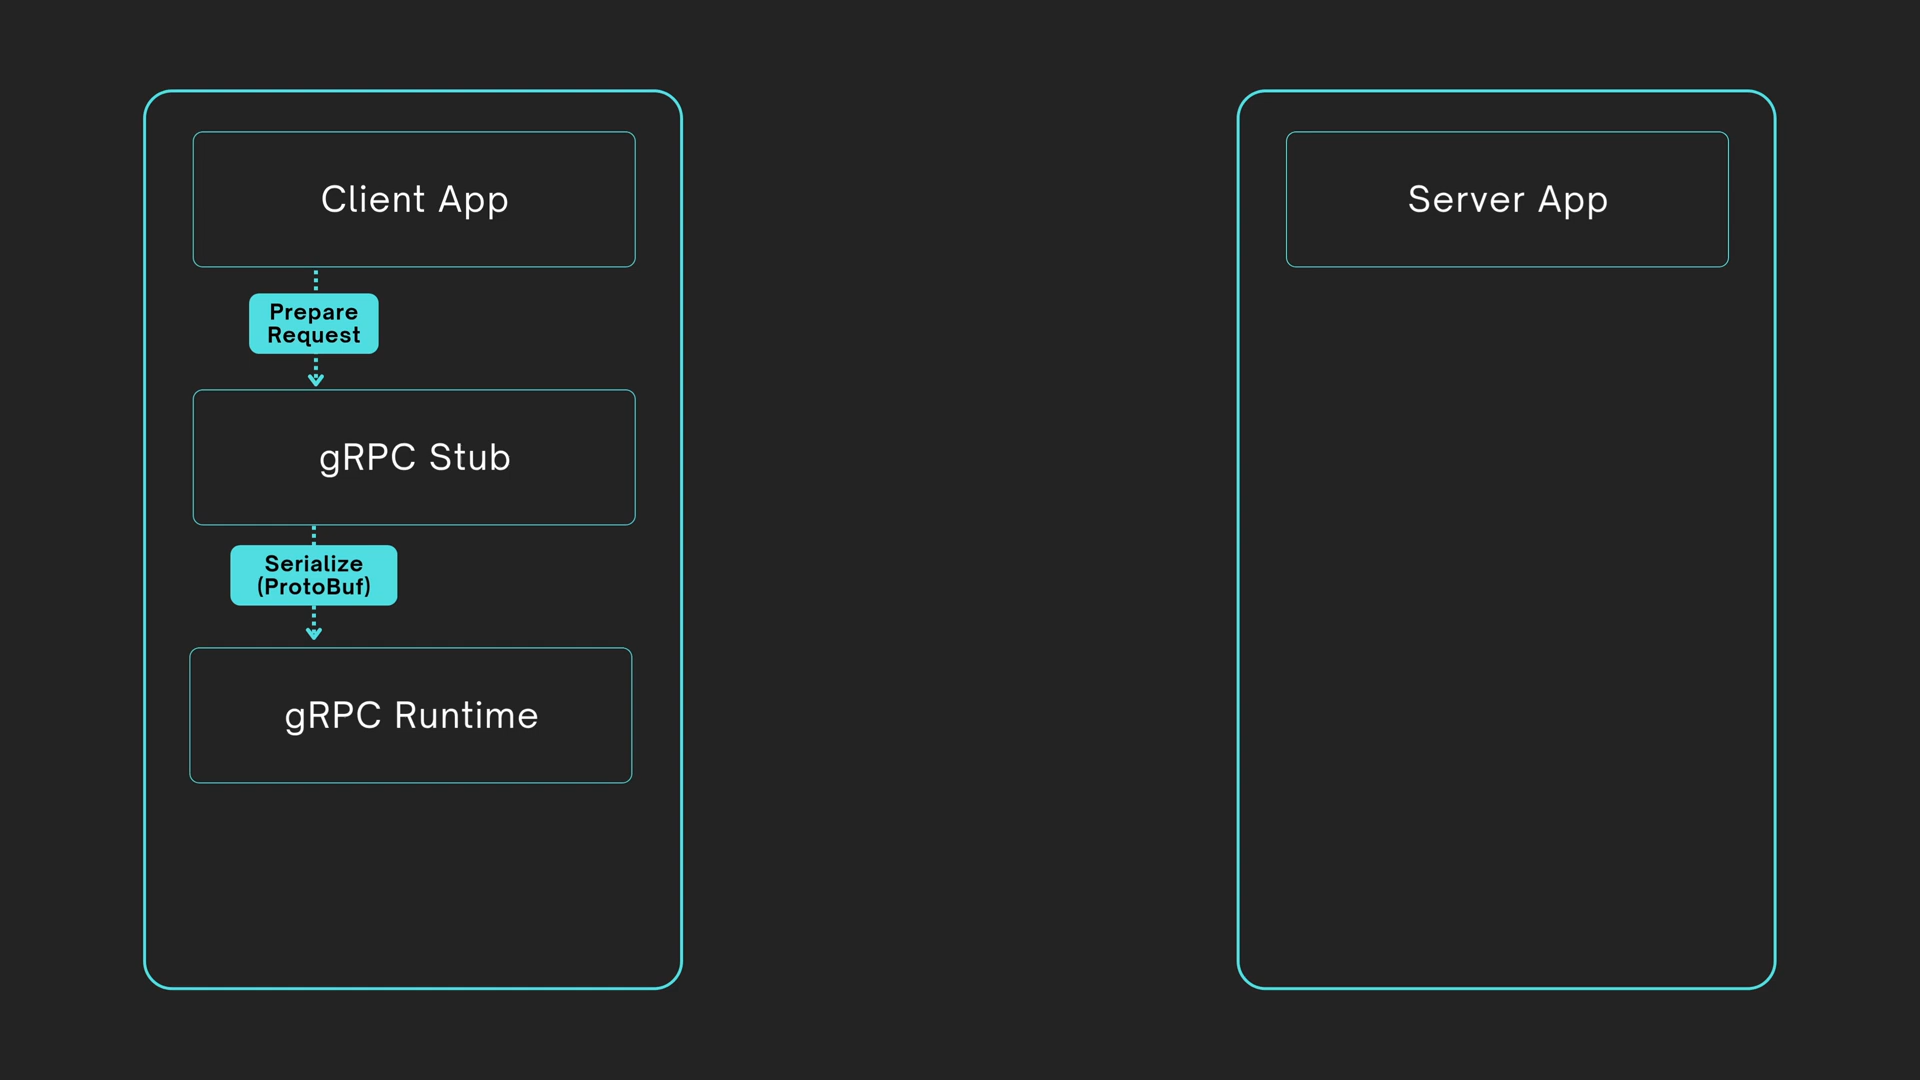 Client App
Prepare
Request
gRPC Stub
Serialize
(ProtoBuf)
gRPC Runtime
Server App